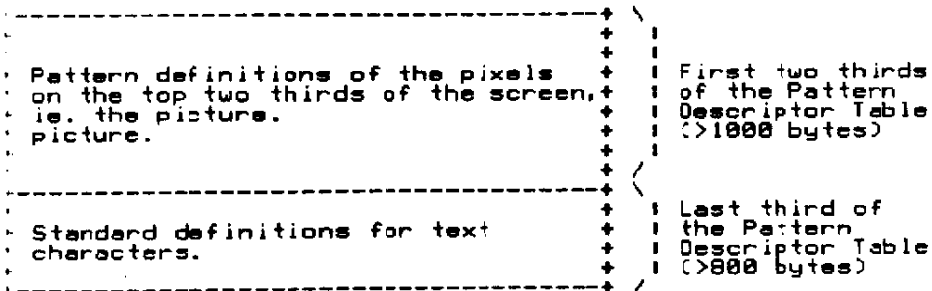 Pattern definitions of the pixels
on the top two thirds of the screen,
ie. the picture.
picture.
First two thirds
of the Pattern
Descriptor Table
(>1000 bytes)
Standard definitions for text
characters.
Last third of
the Pattern
Descriptor Table
(>800 bytes)